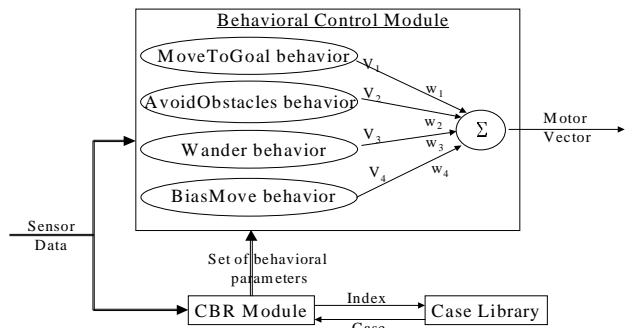 Behavioral Control Module
MoveToGoal behavior
V1
w1
AvoidObstacles behavior
V2
w2
Σ
Motor
Vector
Wander behavior
V3
w3
BiasMove behavior
V4
w4
Sensor
Data
Set of behavioral
parameters
CBR Module
Index
Case
Case Library